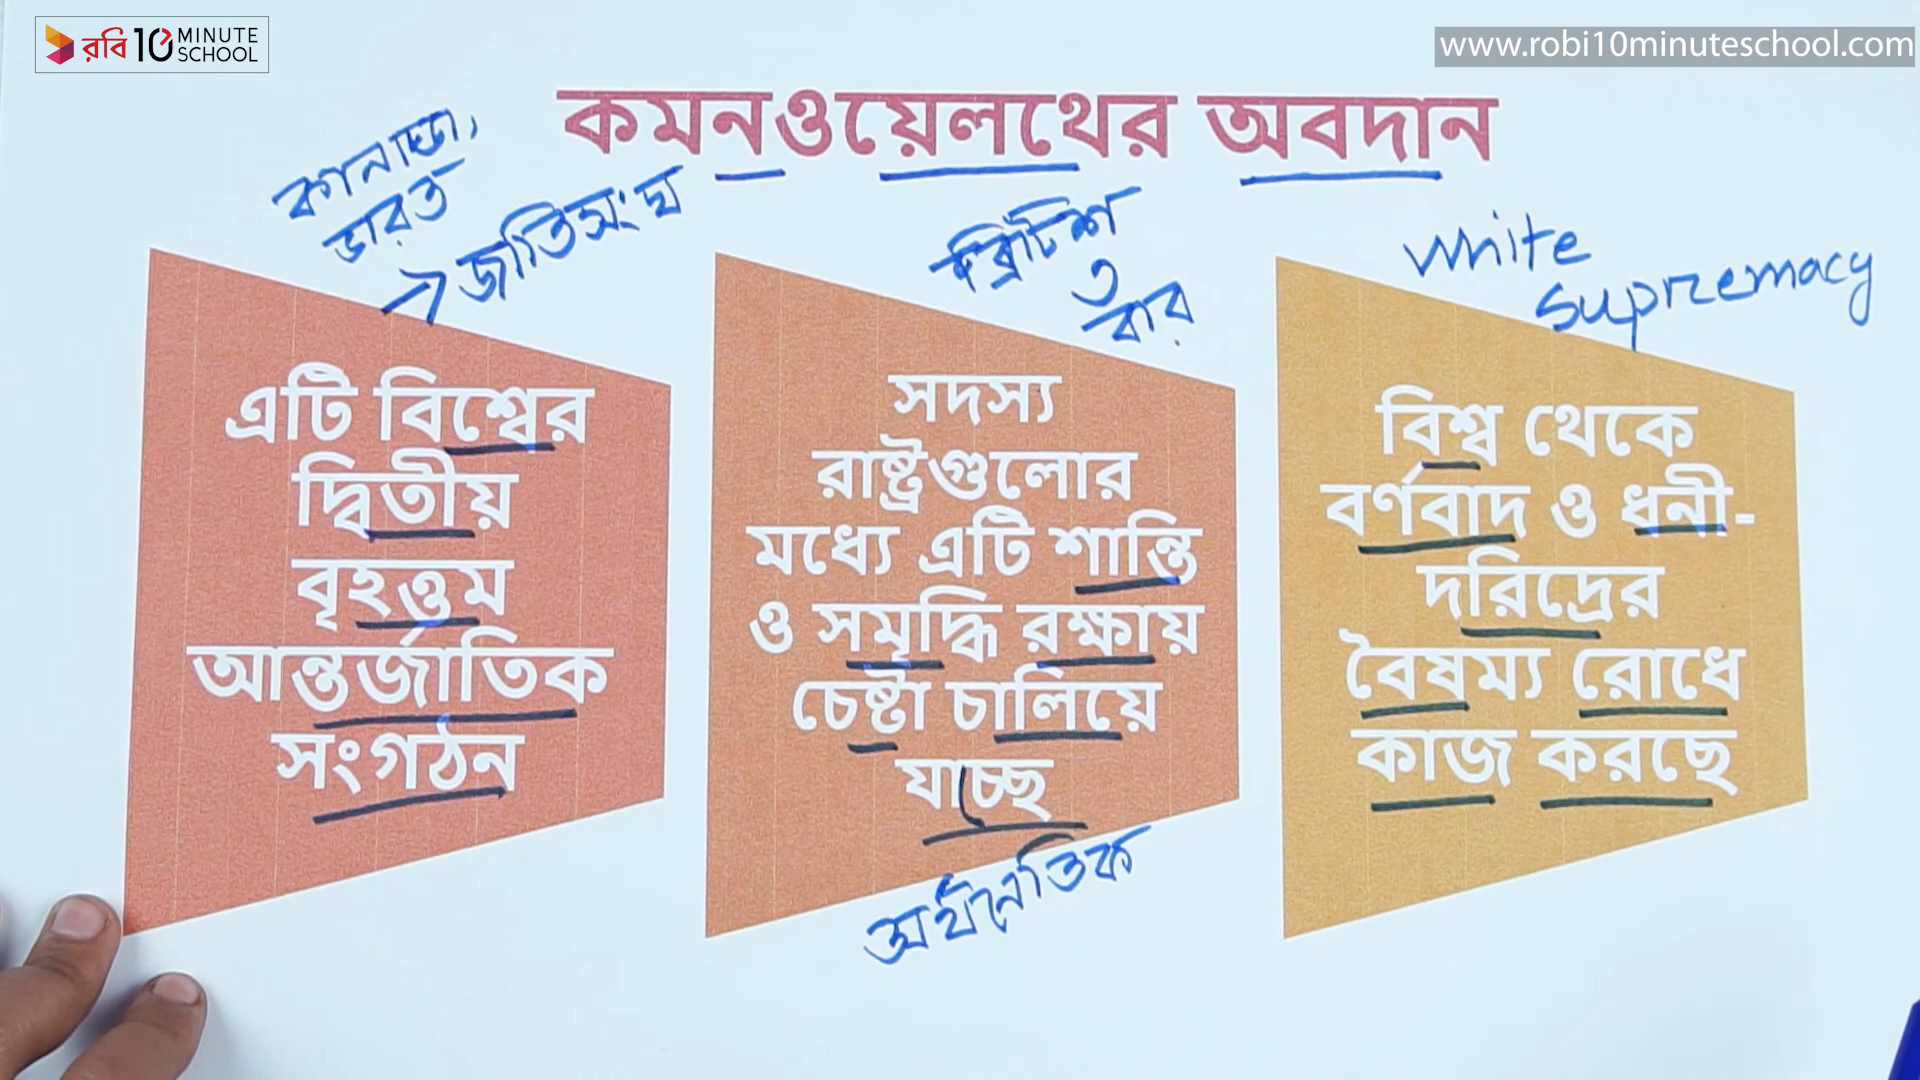 রবি 10 MINUTE SCHOOL
www.robi10minuteschool.com
কমনওয়েলথের অবদান
কানাডা,
ভারত
→ জাতিসংঘ
ব্রিটিশ
৩
বার
White
supremacy
এটি বিশ্বের
দ্বিতীয়
বৃহত্তম
আন্তর্জাতিক
সংগঠন
সদস্য
রাষ্ট্রগুলোর
মধ্যে এটি শান্তি
ও সমৃদ্ধি রক্ষায়
চেষ্টা চালিয়ে
যাচ্ছে
অর্থনৈতিক
বিশ্ব থেকে
বর্ণবাদ ও ধনী-
দরিদ্রের
বৈষম্য রোধে
কাজ করছে